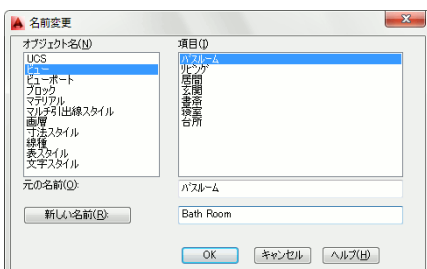 名前変更
オブジェクト名(N)
UCS
ビュー
ビューポート
ブロック
マテリアル
マルチ引出線スタイル
画層
寸法スタイル
線種
表スタイル
文字スタイル
項目(I)
バスルーム
リビング
居間
玄関
書斎
寝室
台所
元の名前(O):
バスルーム
新しい名前(R):
Bath Room
OK
キャンセル
ヘルプ(H)